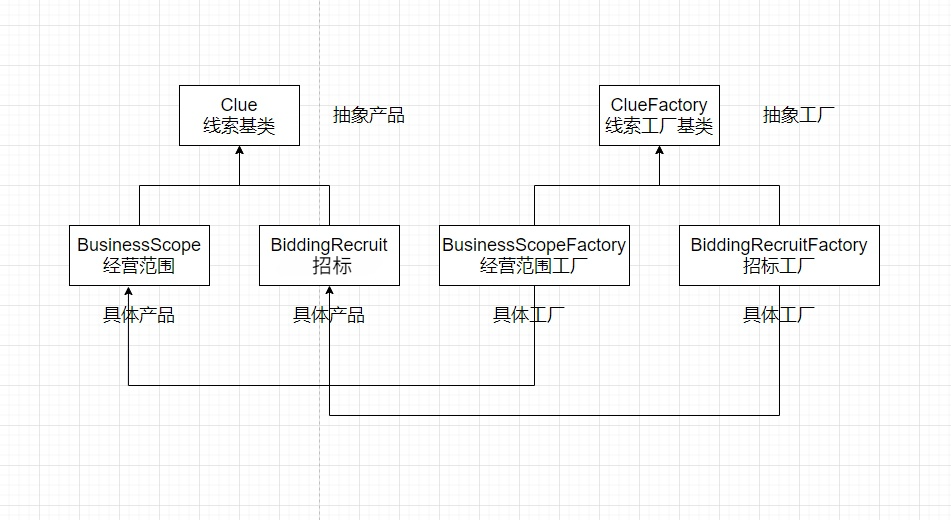 Clue
线索基类
抽象产品
ClueFactory
线索工厂基类
抽象工厂
BusinessScope
经营范围
BiddingRecruit
招标
BusinessScopeFactory
经营范围工厂
BiddingRecruitFactory
招标工厂
具体产品
具体产品
具体工厂
具体工厂